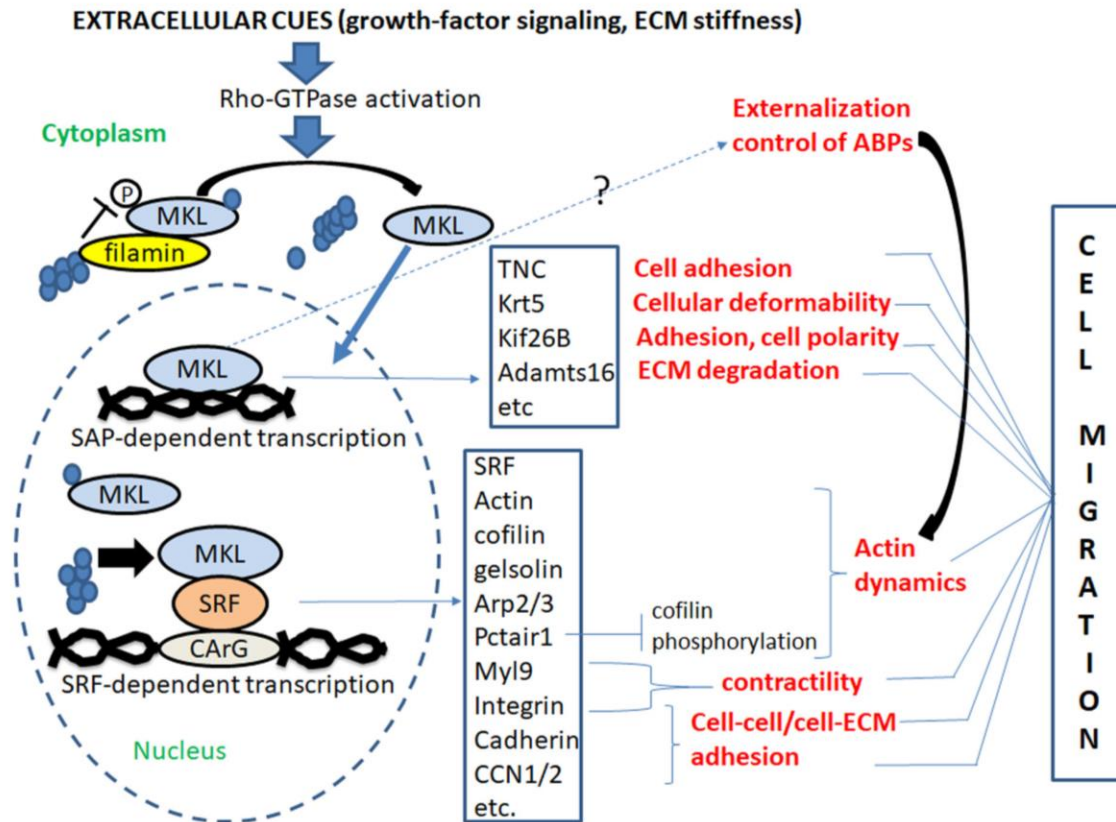 EXTRACELLULAR CUES (growth-factor signaling, ECM stiffness)
Rho-GTPase activation
Cytoplasm
Externalization
control of ABPs
P
MKL
filamin
MKL
?
TNC
Krt5
Kif26B
Adamts16
etc
Cell adhesion
Cellular deformability
Adhesion, cell polarity
ECM degradation
MKL
SAP-dependent transcription
MKL
MKL
SRF
CArG
SRF-dependent transcription
Nucleus
SRF
Actin
cofilin
gelsolin
Arp2/3
Pctair1
Myl9
Integrin
Cadherin
CCN1/2
etc.
cofilin
phosphorylation
Actin
dynamics
contractility
Cell-cell/cell-ECM
adhesion
CELL MIGRATION